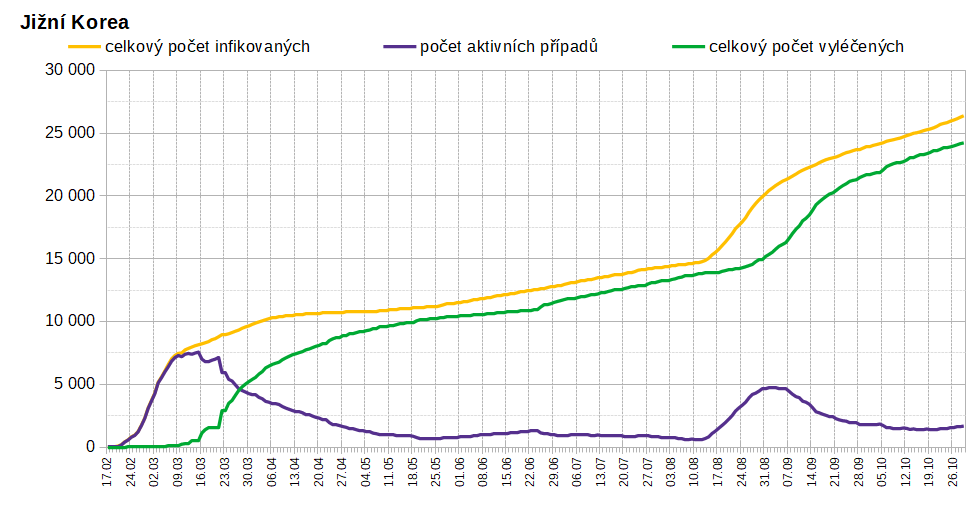 Jižní Korea
celkový počet infikovaných počet aktivních případů celkový počet vyléčených
30 000
25 000
20 000
15 000
10 000
5 000
0
17.02 24.02 02.03 09.03 16.03 23.03 30.03 06.04 13.04 20.04 27.04 04.05 11.05 18.05 25.05 01.06 08.06 15.06 22.06 29.06 06.07 13.07 20.07 27.07 03.08 10.08 17.08 24.08 31.08 07.09 14.09 21.09 28.09 05.10 12.10 19.10 26.10